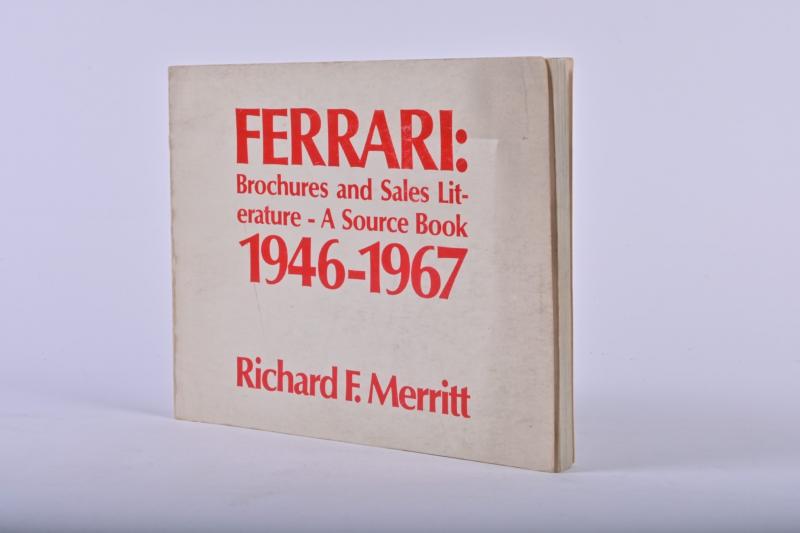 FERRARI:
Brochures and Sales Lit-
erature - A Source Book
1946-1967
Richard F. Merritt